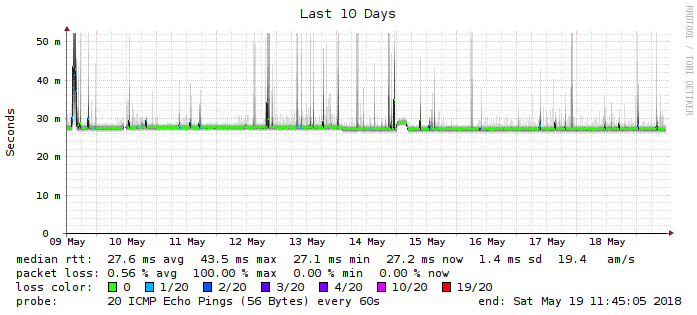 Last 10 Days
RRDTOOL / TOBI OETIKER
Seconds
50 m
40 m
30 m
20 m
10 m
0
09 May 10 May 11 May 12 May 13 May 14 May 15 May 16 May 17 May 18 May
median rtt: 27.6 ms avg 43.5 ms max 27.1 ms min 27.2 ms now 1.4 ms sd 19.4 am/s
packet loss: 0.56 % avg 100.00 % max 0.00 % min 0.00 % now
loss color: 0 1/20 2/20 3/20 4/20 10/20 19/20
probe: 20 ICMP Echo Pings (56 Bytes) every 60s end: Sat May 19 11:45:05 2018